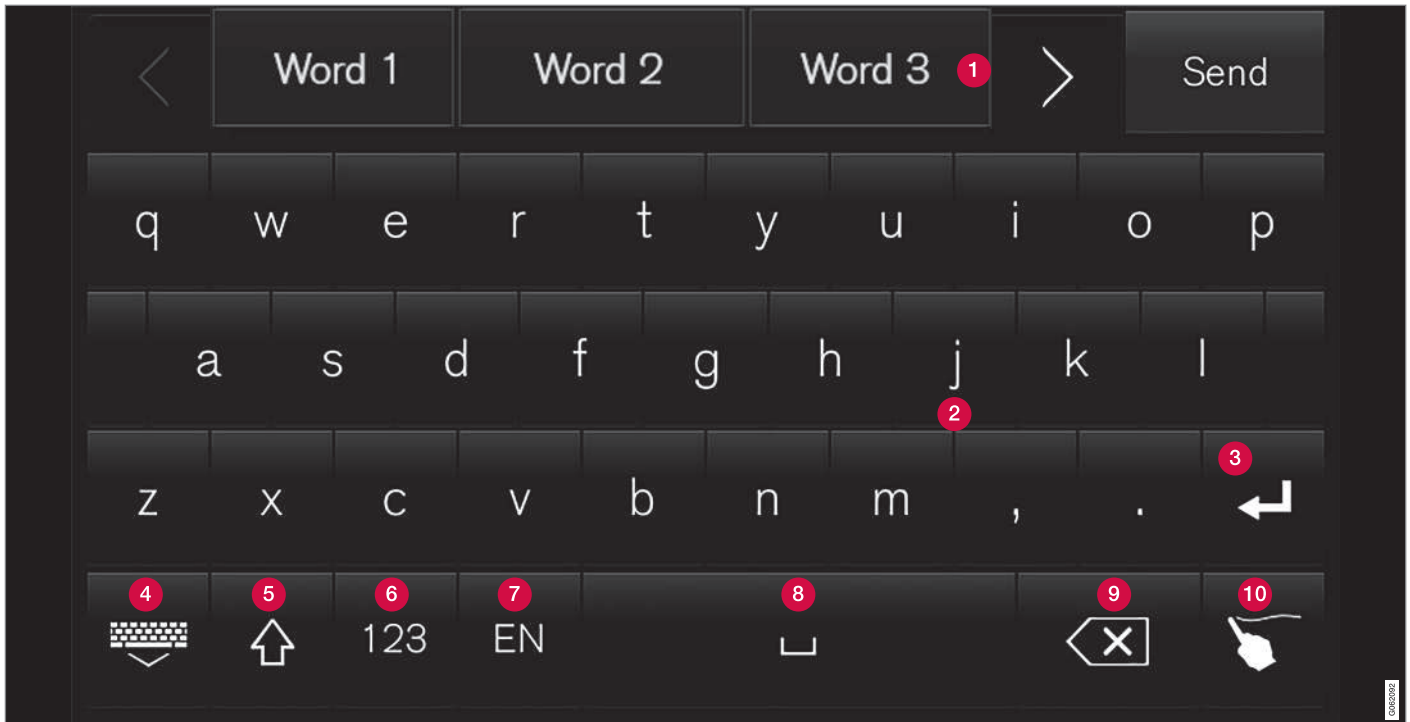 Word 1 Word 2 Word 3 1 Send
q w e r t y u i o p
a s d f g h j k l
2
3
z x c v b n m , .
4 5 6 7 8 9 10
123 EN
G062092